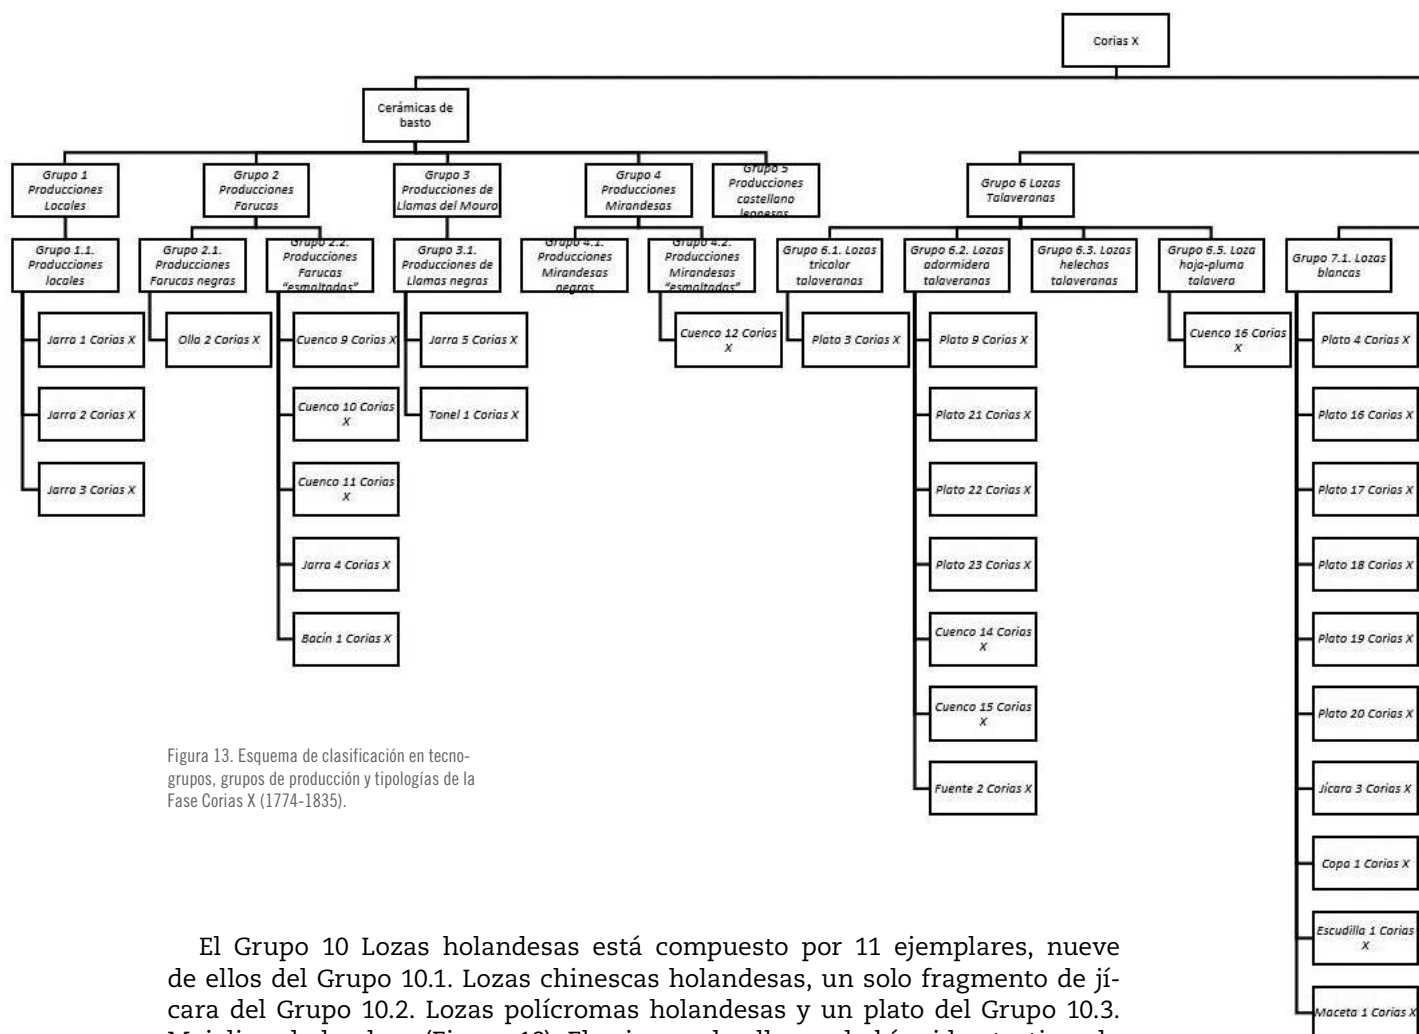 Corias X
Cerámicas de
basto
Grupo 1
Producciones
Locales
Grupo 2
Producciones
Farucas
Grupo 3
Producciones de
Llamas del Mouro
Grupo 4
Producciones
Mirandesas
Grupo 5
Producciones
castellano
leonesas
Grupo 6 Lozas
Talaveranas
Grupo 1.1.
Producciones
locales
Grupo 2.1.
Producciones
Farucas negras
Grupo 2.2.
Producciones
Farucas
"esmaltadas"
Grupo 3.1.
Producciones de
Llamas negras
Grupo 4.1.
Producciones
Mirandesas
negras
Grupo 4.2.
Producciones
Mirandesas
"esmaltadas"
Grupo 6.1. Lozas
tricolor
talaveranas
Grupo 6.2. Lozas
adormidera
talaveranas
Grupo 6.3. Lozas
helechos
talaveranas
Grupo 6.5. Loza
hoja-pluma
talavera
Grupo 7.1. Lozas
blancas
Jarra 1 Corias X
Jarra 2 Corias X
Jarra 3 Corias X
Olla 2 Corias X
Cuenco 9 Corias X
Cuenco 10 Corias
X
Cuenco 11 Corias
X
Jarra 4 Corias X
Bacín 1 Corias X
Jarra 5 Corias X
Tonel 1 Corias X
Cuenco 12 Corias
X
Plato 3 Corias X
Plato 9 Corias X
Plato 21 Corias X
Plato 22 Corias X
Plato 23 Corias X
Cuenco 14 Corias
X
Cuenco 15 Corias
X
Fuente 2 Corias X
Cuenco 16 Corias
X
Plato 4 Corias X
Plato 16 Corias X
Plato 17 Corias X
Plato 18 Corias X
Plato 19 Corias X
Plato 20 Corias X
Jícara 3 Corias X
Copa 1 Corias X
Escudilla 1 Corias
X
Maceta 1 Corias X
Figura 13. Esquema de clasificación en tecno-
grupos, grupos de producción y tipologías de la
Fase Corias X (1774-1835).
El Grupo 10 Lozas holandesas está compuesto por 11 ejemplares, nueve
de ellos del Grupo 10.1. Lozas chinescas holandesas, un solo fragmento de jí-
cara del Grupo 10.2. Lozas polícromas holandesas y un plato del Grupo 10.3.